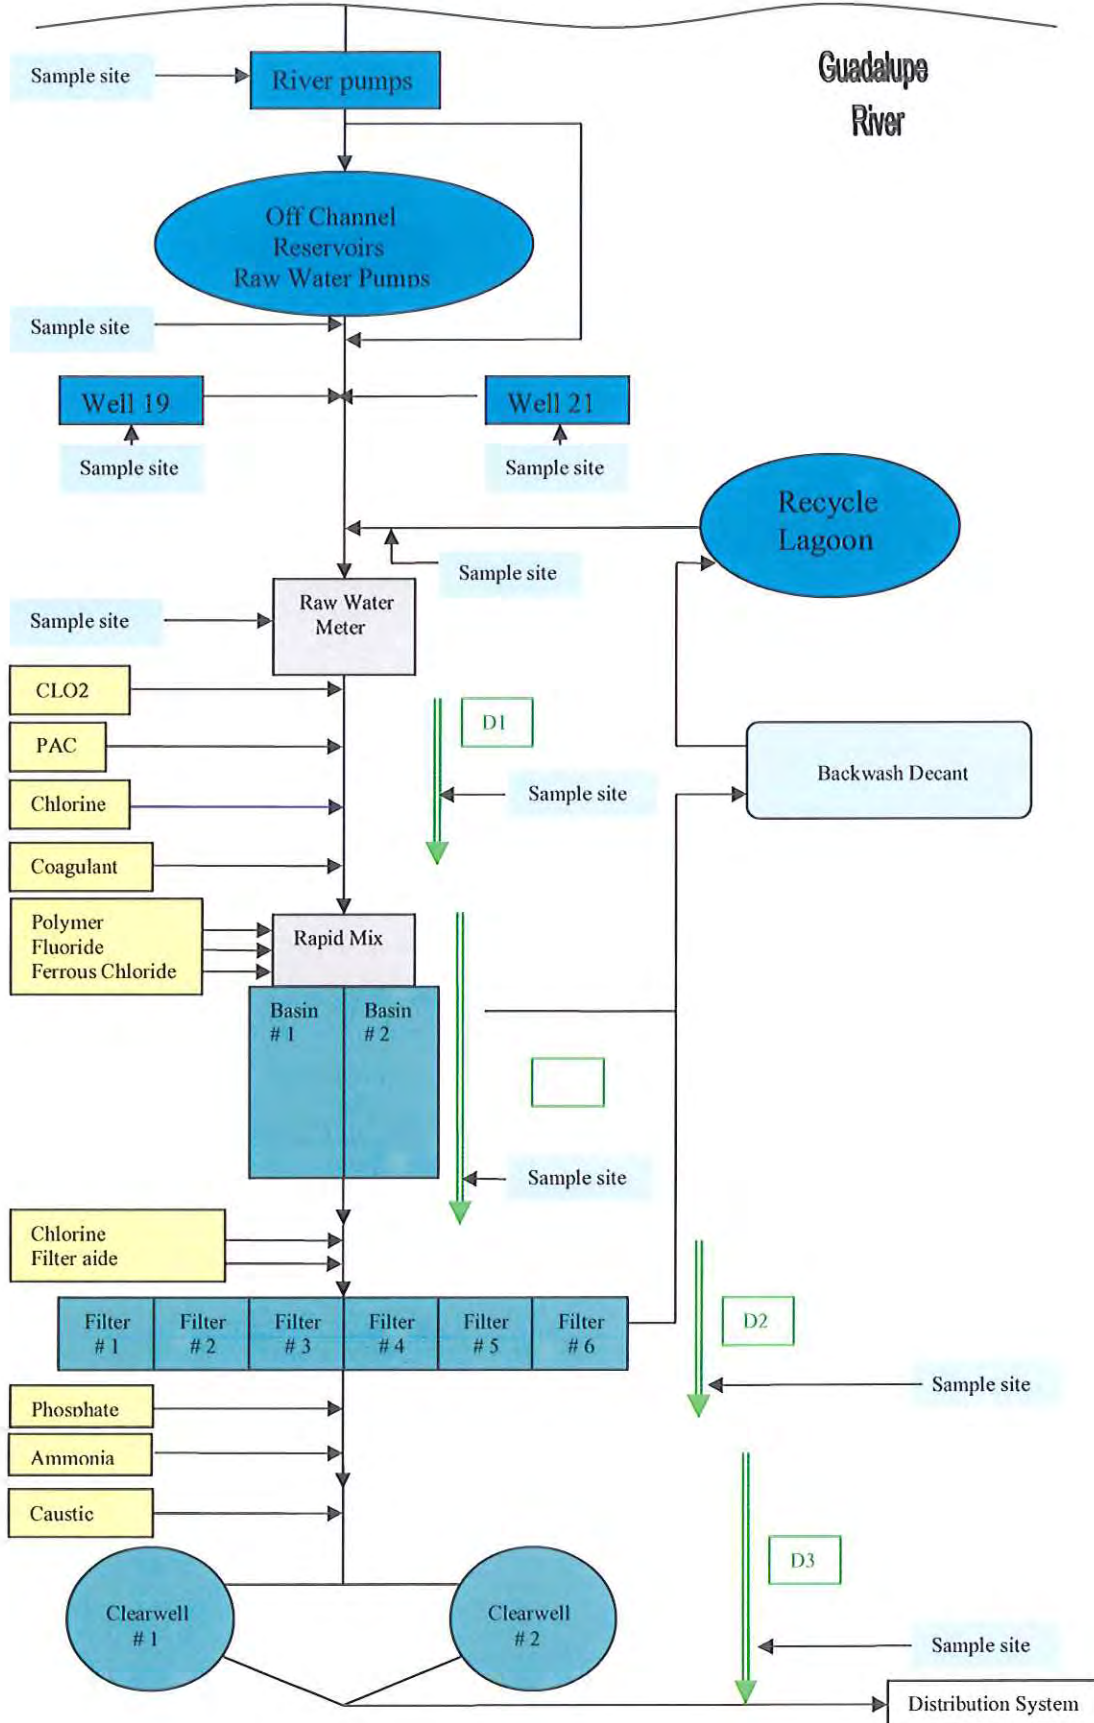 Guadalupe
River
Sample site
River pumps
Off Channel
Reservoirs
Raw Water Pumps
Sample site
Well 19
Well 21
Sample site
Sample site
Recycle
Lagoon
Sample site
Raw Water
Meter
Sample site
CLO2
D1
PAC
Backwash Decant
Chlorine
Sample site
Coagulant
Polymer
Fluoride
Ferrous Chloride
Rapid Mix
Basin
# 1
Basin
# 2
Sample site
Chlorine
Filter aide
Filter
# 1
Filter
# 2
Filter
# 3
Filter
# 4
Filter
# 5
Filter
# 6
D2
Sample site
Phosphate
Ammonia
Caustic
D3
Clearwell
# 1
Clearwell
# 2
Sample site
Distribution System